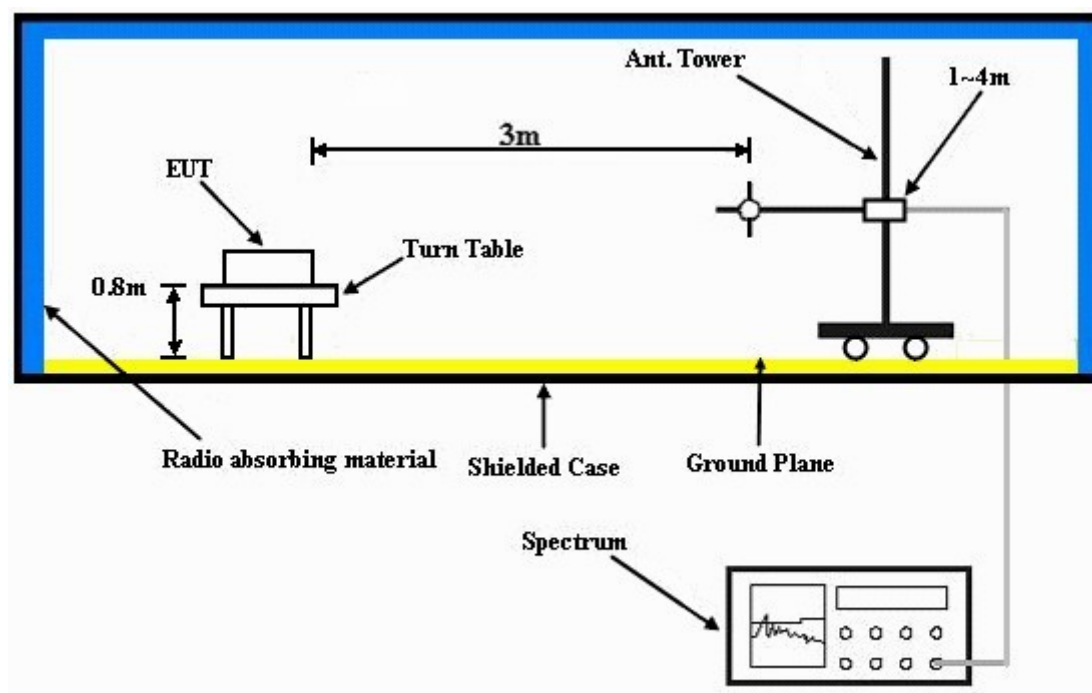 Ant. Tower
1~4m
3m
EUT
Turn Table
0.8m
Radio absorbing material
Shielded Case
Ground Plane
Spectrum